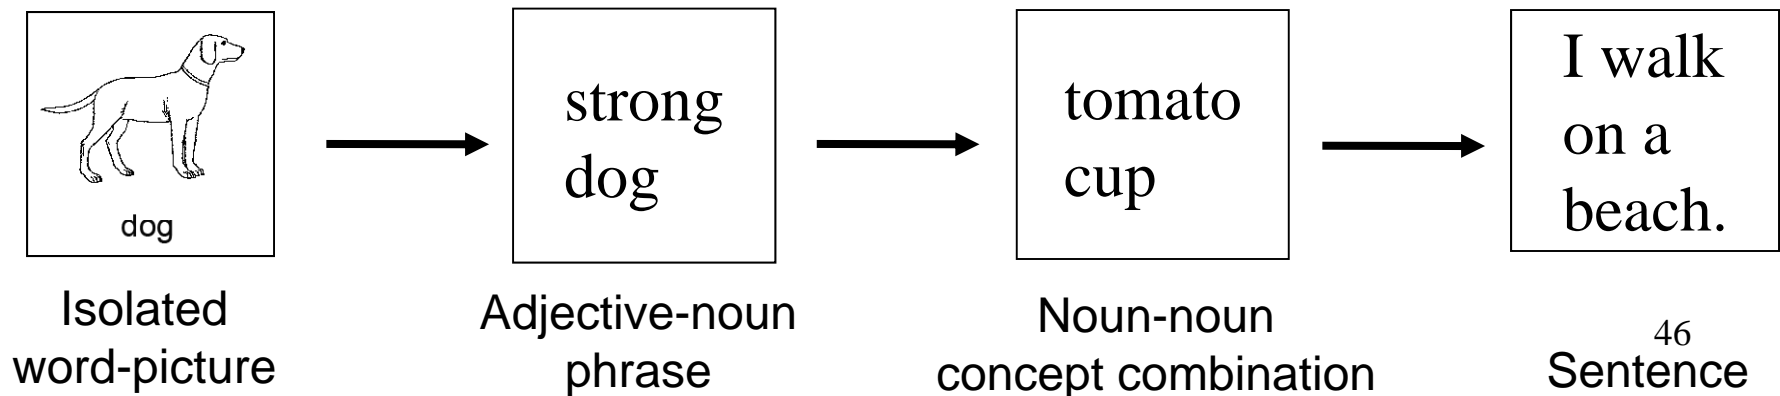 dog
Isolated
word-picture
strong
dog
Adjective-noun
phrase
tomato
cup
Noun-noun
concept combination
I walk
on a
beach.
46
Sentence